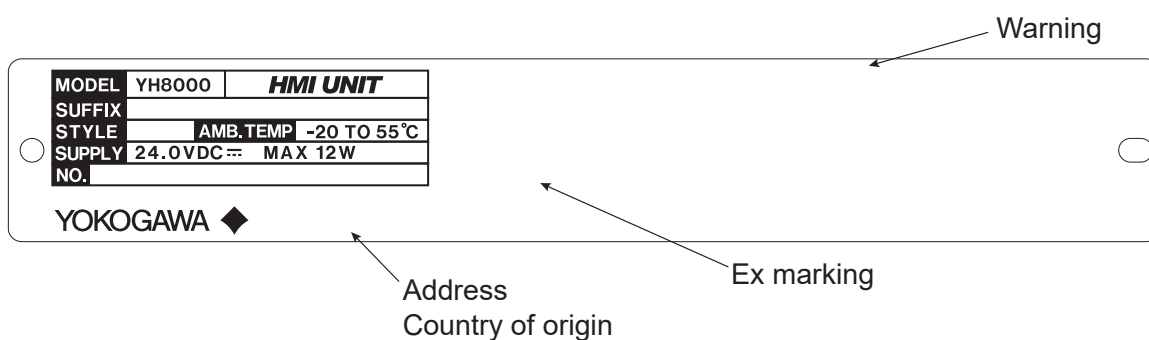 Warning
MODEL YH8000 HMI UNIT
SUFFIX
STYLE AMB.TEMP -20 TO 55°C
SUPPLY 24.0VDC⎓ MAX 12W
NO.
YOKOGAWA
Ex marking
Address
Country of origin